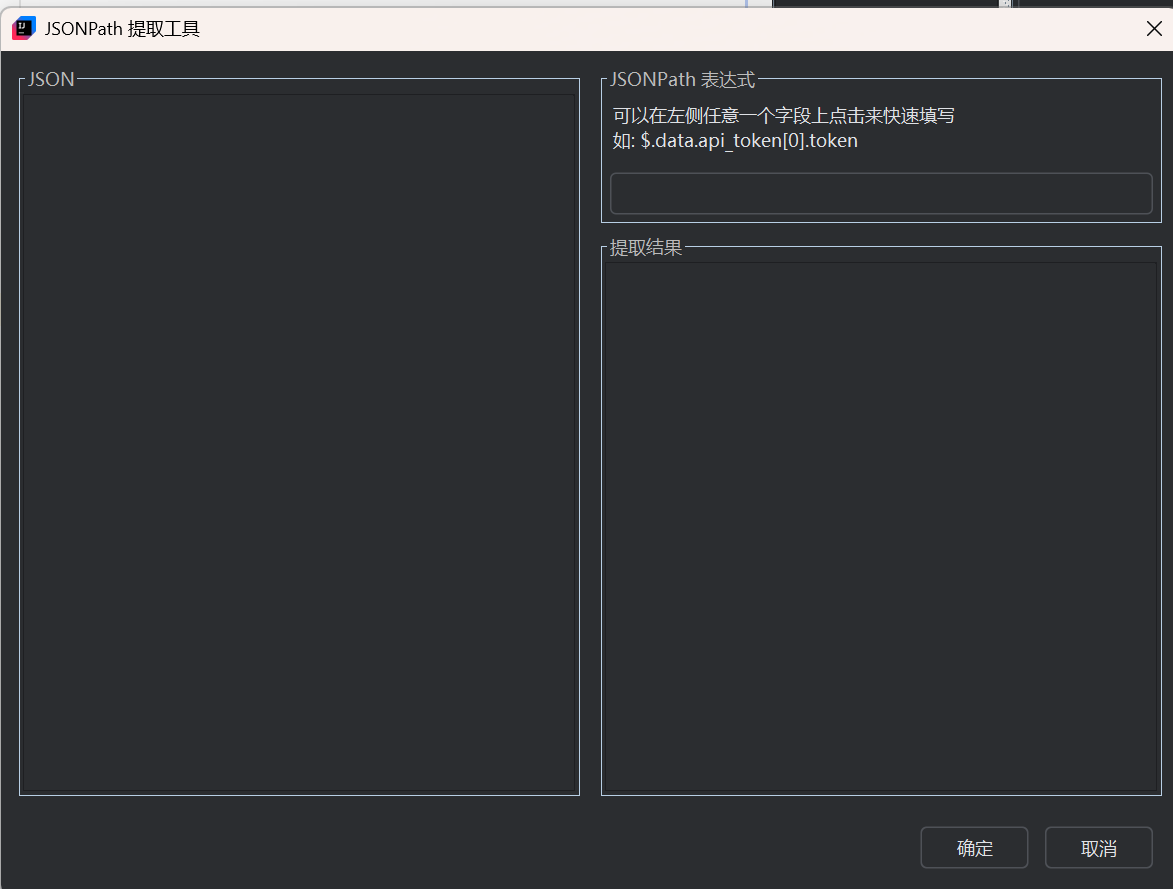 JSONPath 提取工具
JSON
JSONPath 表达式
可以在左侧任意一个字段上点击来快速填写
如: $.data.api_token[0].token
提取结果
确定
取消